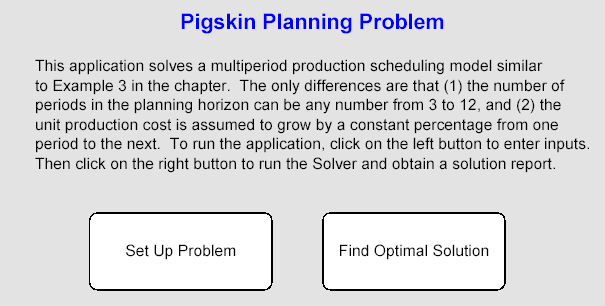 Pigskin Planning Problem
This application solves a multiperiod production scheduling model similar
to Example 3 in the chapter.  The only differences are that (1) the number of
periods in the planning horizon can be any number from 3 to 12, and (2) the
unit production cost is assumed to grow by a constant percentage from one
period to the next.  To run the application, click on the left button to enter inputs.
Then click on the right button to run the Solver and obtain a solution report.
Set Up Problem
Find Optimal Solution